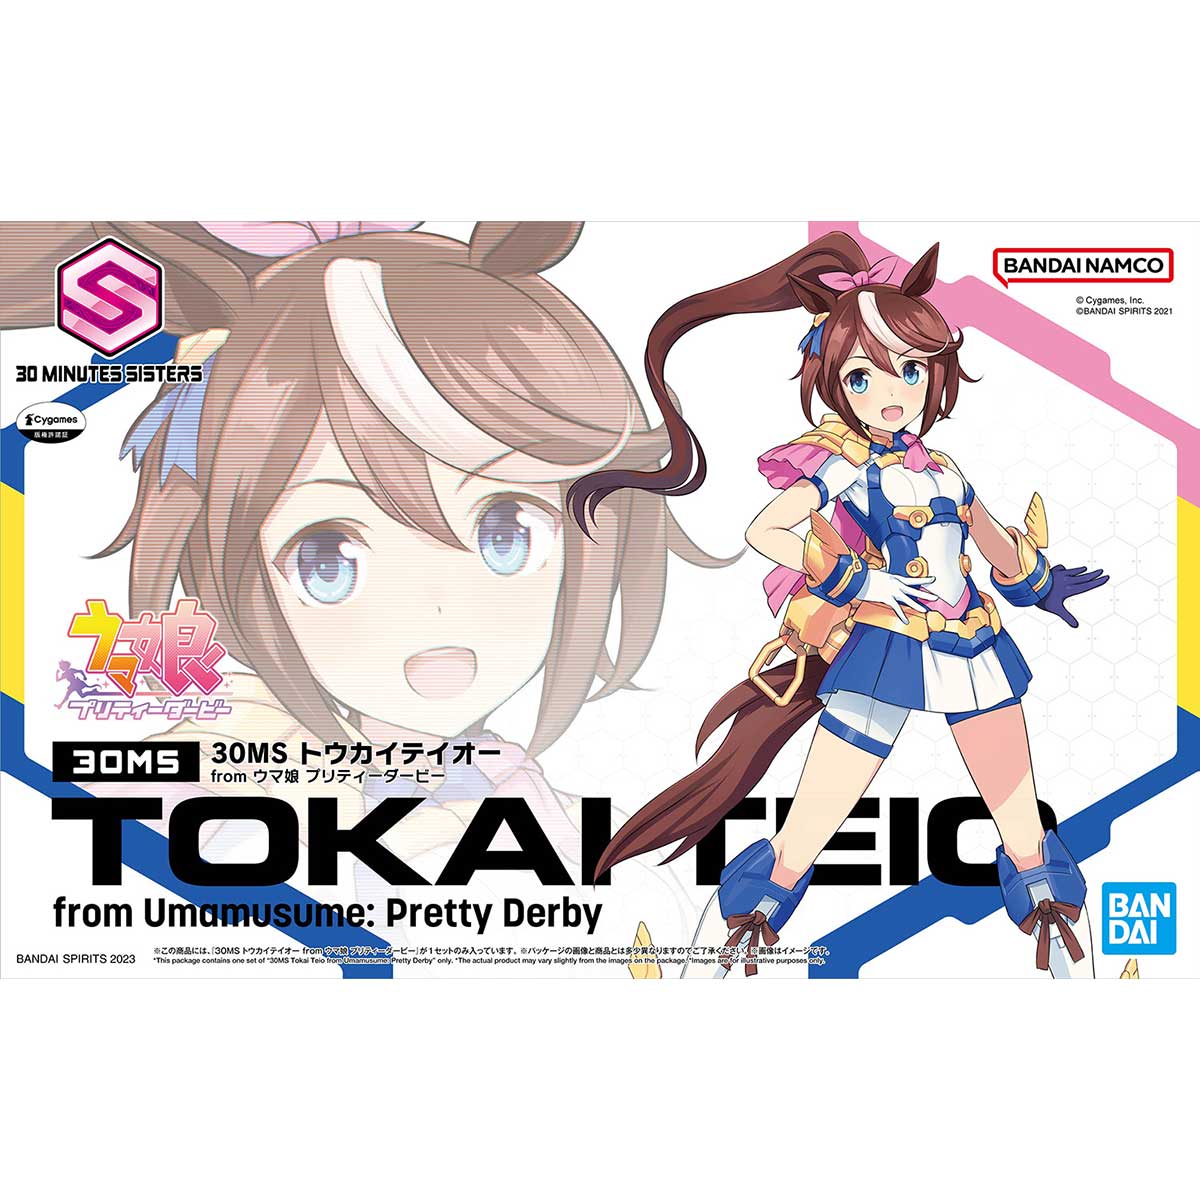 BANDAI NAMCO
© Cygames, Inc.
©BANDAI SPIRITS 2021
S
30 MINUTES SISTERS
Cygames
版権許諾証
ウマ娘
プリティーダービー
30MS
30MS トウカイテイオー
from ウマ娘 プリティーダービー
TOKAI TEIO
from Umamusume: Pretty Derby
BAN
DAI
BANDAI SPIRITS 2023
※この商品には、「30MS トウカイテイオー from ウマ娘 プリティーダービー」が1セットのみ入っています。※パッケージの画像と商品とは多少異なりますのでご了承ください。※画像はイメージです。
*This package contains one set of "30MS Tokai Teio from Umamusume: Pretty Derby" only. *The actual product may vary slightly from the images on the package. *Images are for illustrative purposes only.